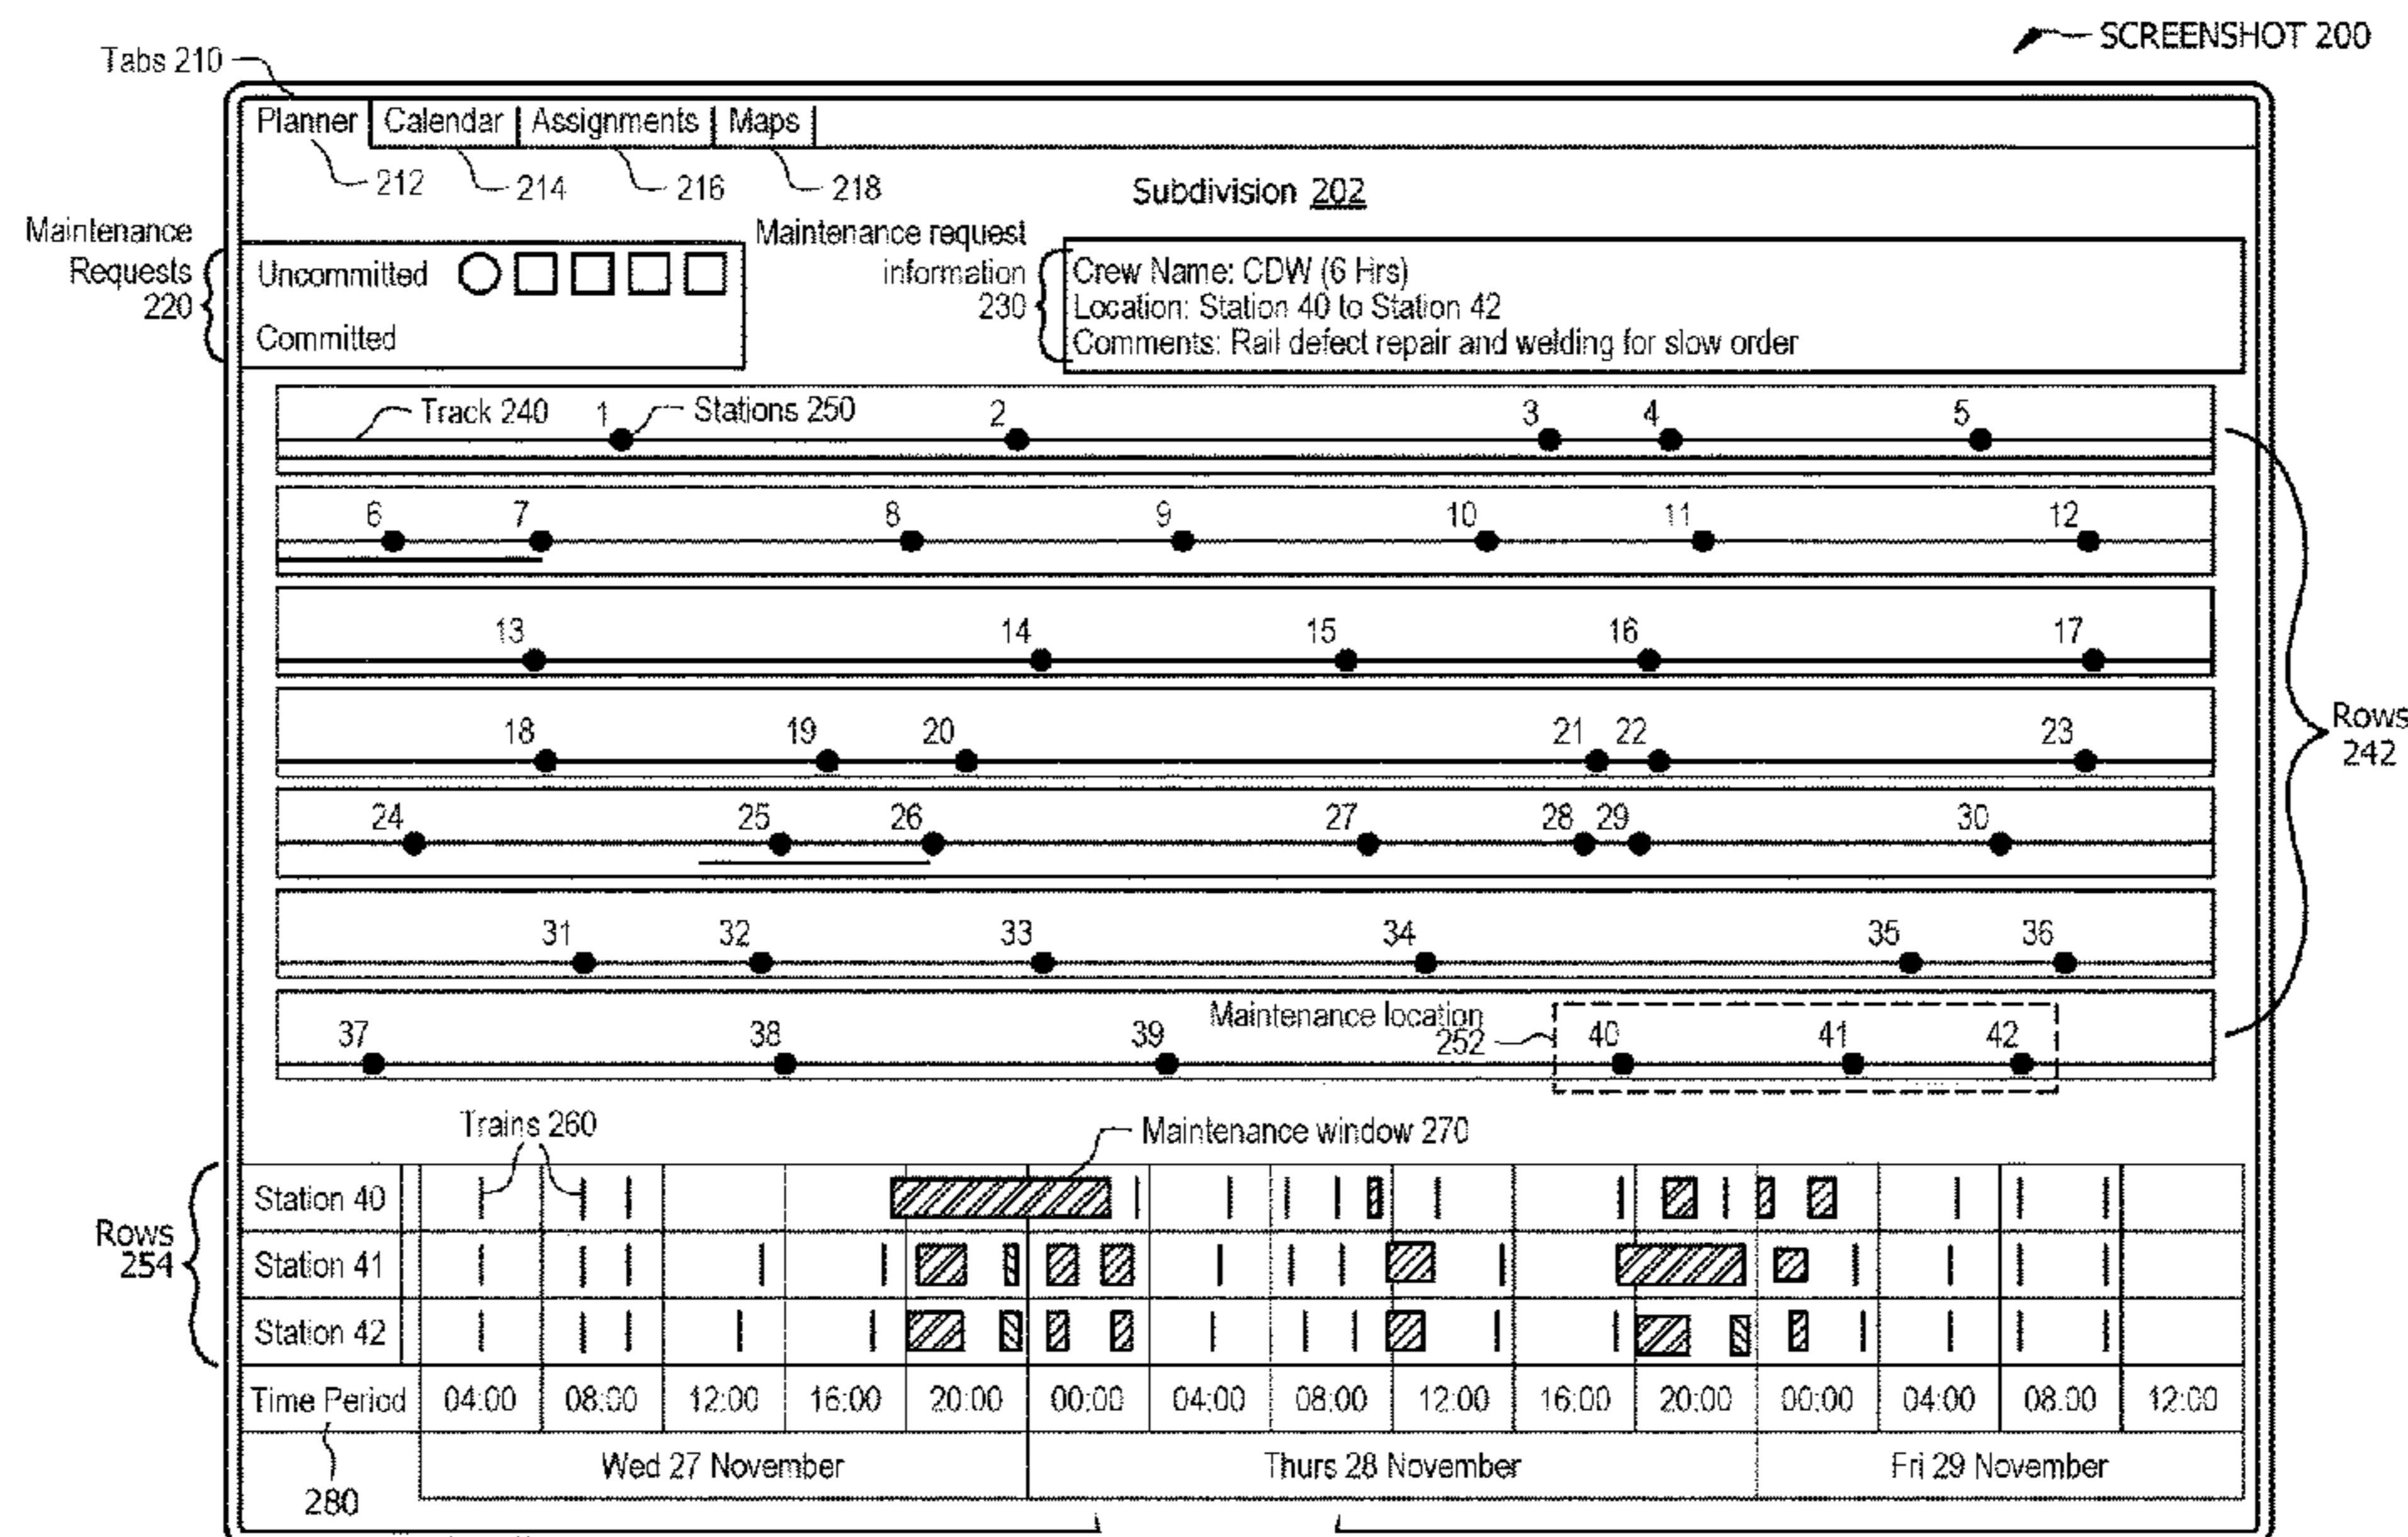 SCREENSHOT 200
Tabs 210
Planner Calendar Assignments Maps
212 214 216 218
Subdivision 202
Maintenance
Requests
220
Uncommitted
Committed
Maintenance request
information
230
Crew Name: CDW (6 Hrs)
Location: Station 40 to Station 42
Comments: Rail defect repair and welding for slow order
Track 240 1 Stations 250 2 3 4 5
6 7 8 9 10 11 12
13 14 15 16 17
18 19 20 21 22 23
24 25 26 27 28 29 30
31 32 33 34 35 36
Maintenance location
252
37 38 39 40 41 42
Rows
242
Trains 260
Maintenance window 270
Rows
254
Station 40
Station 41
Station 42
Time Period 04:00 08:00 12:00 16:00 20:00 00:00 04:00 08:00 12:00 16:00 20:00 00:00 04:00 08:00 12:00
Wed 27 November Thurs 28 November Fri 29 November
280